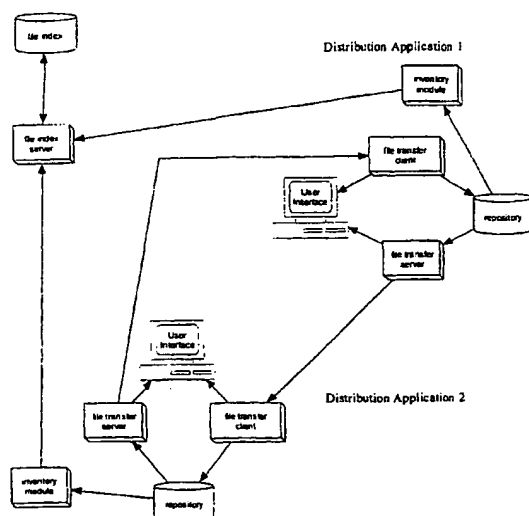 file index
Distribution Application 1
inventory
module
file index
server
file transfer
client
User
Interface
repository
file transfer
server
User
Interface
Distribution Application 2
file transfer
server
file transfer
client
inventory
module
repository